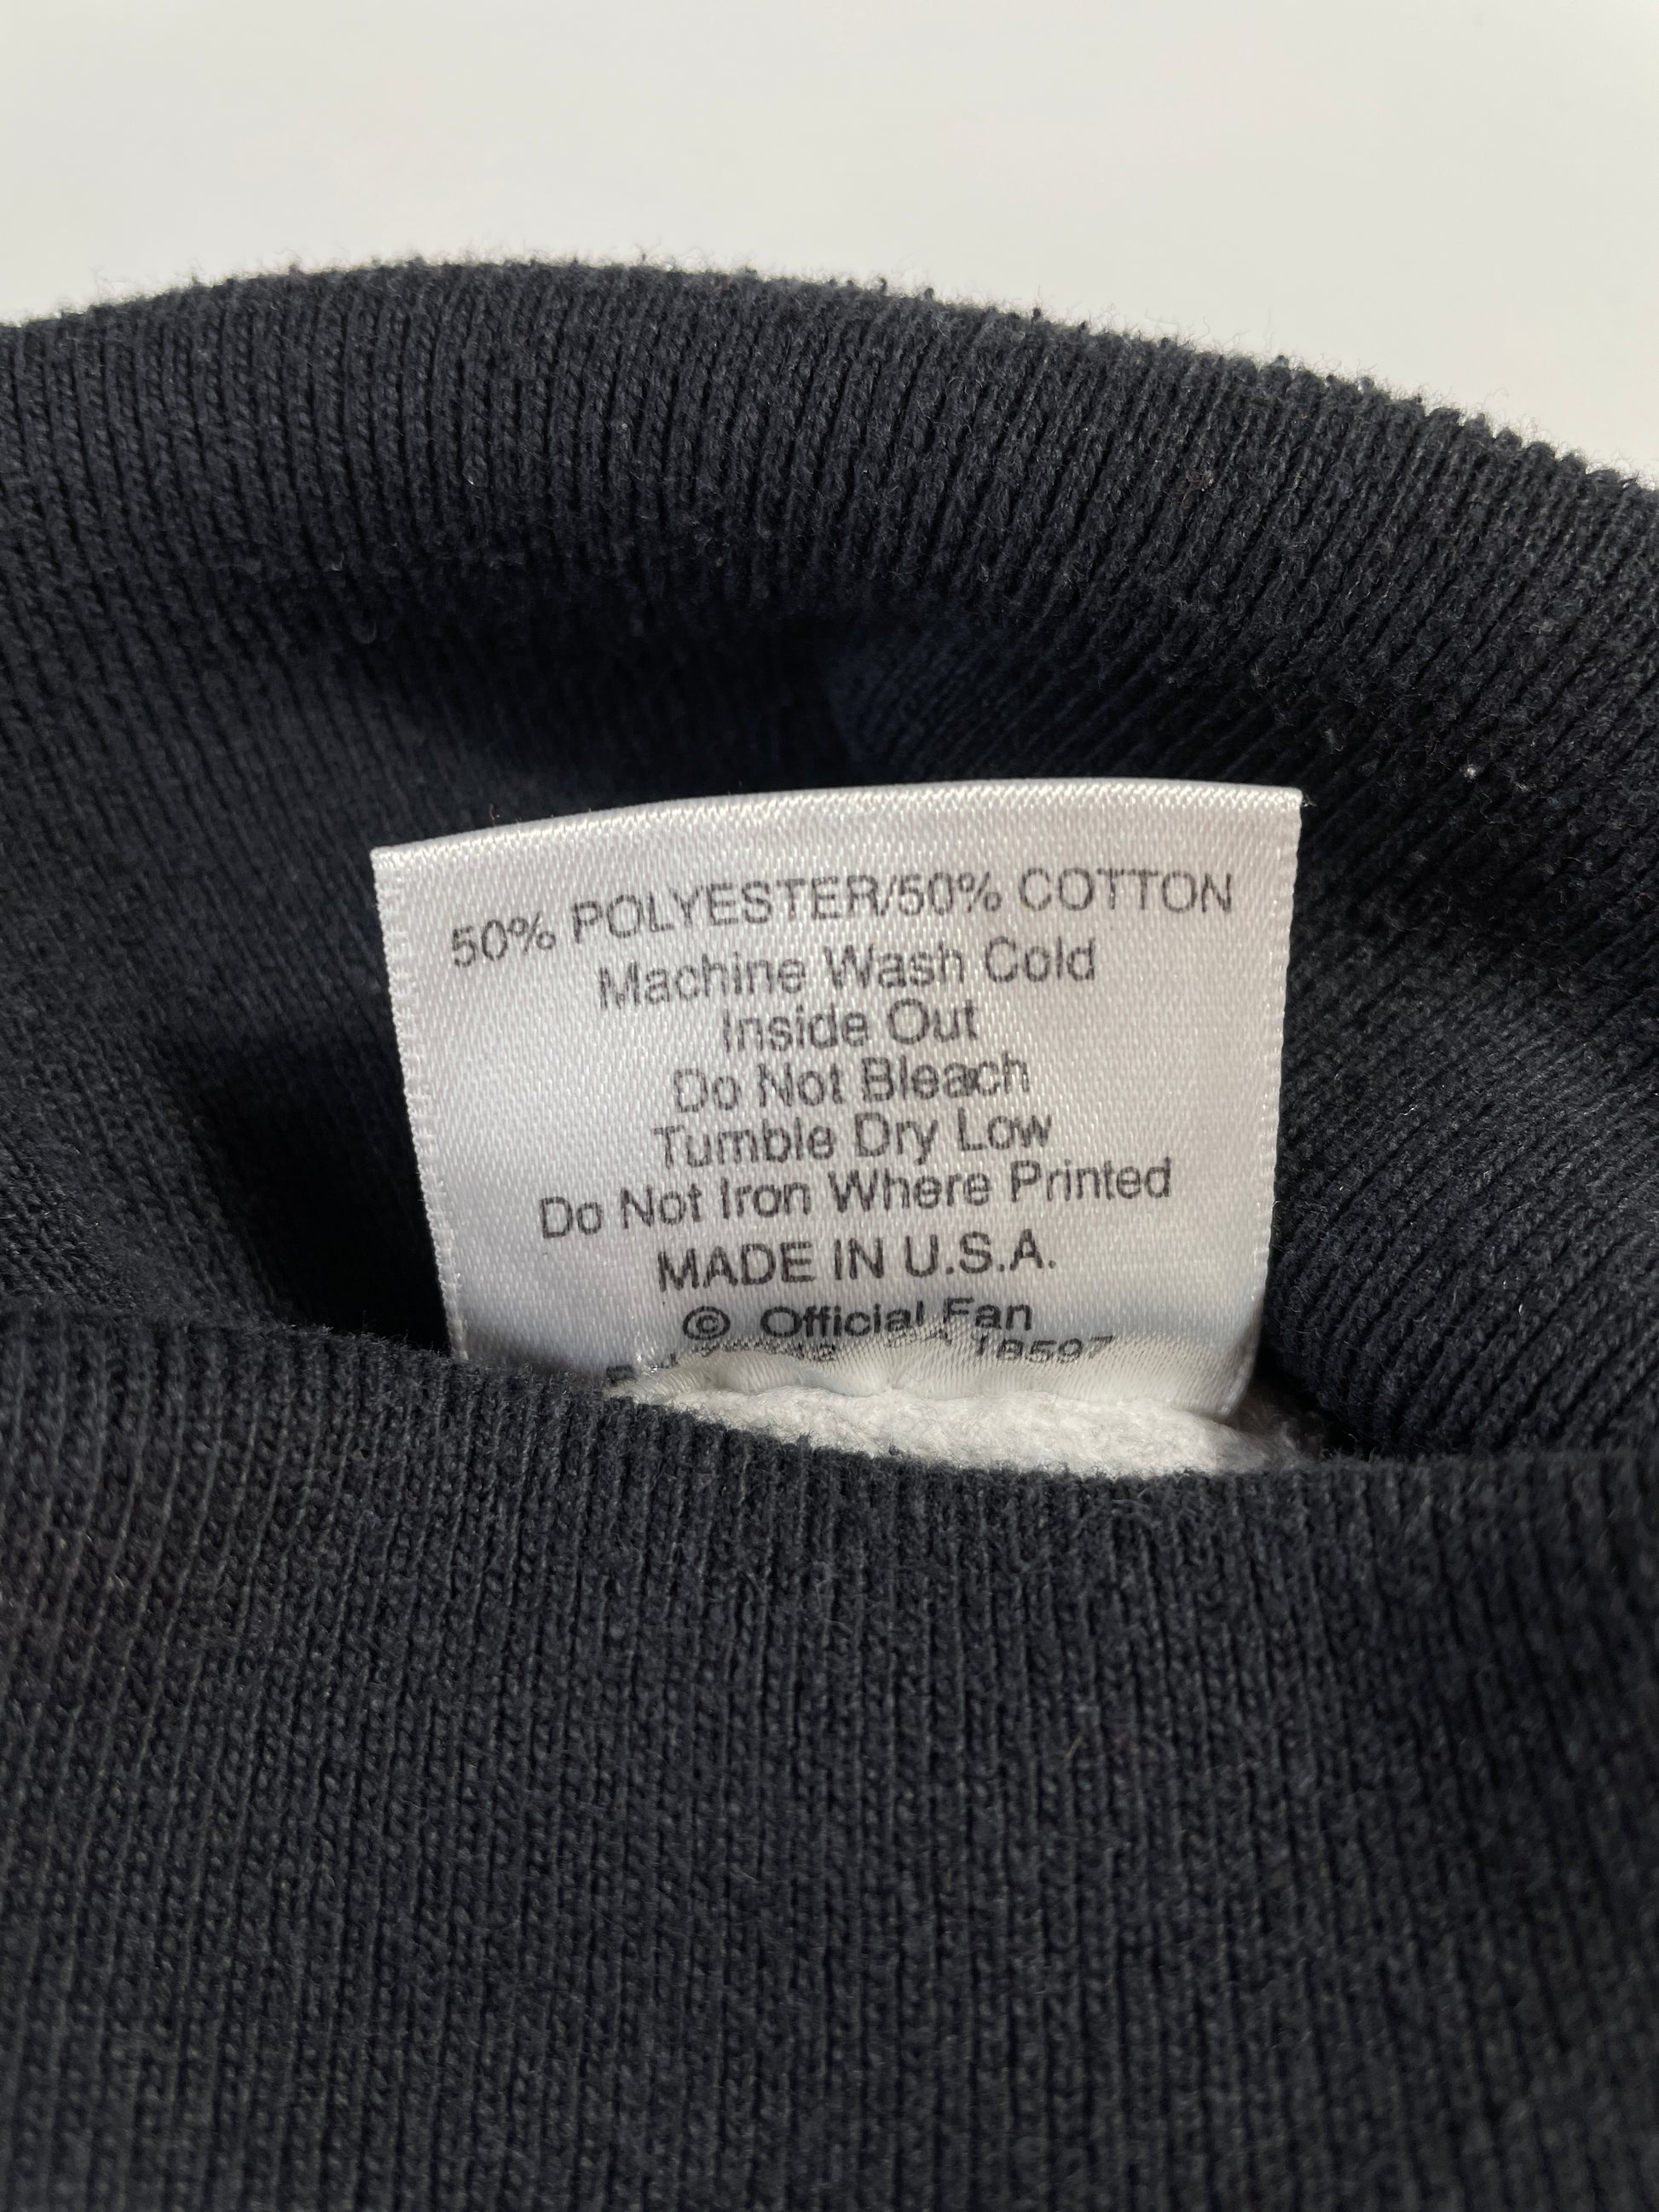 50% POLYESTER/50% COTTON
Machine Wash Cold
Inside Out
Do Not Bleach
Tumble Dry Low
Do Not Iron Where Printed
MADE IN U.S.A.
© Official Fan
18597